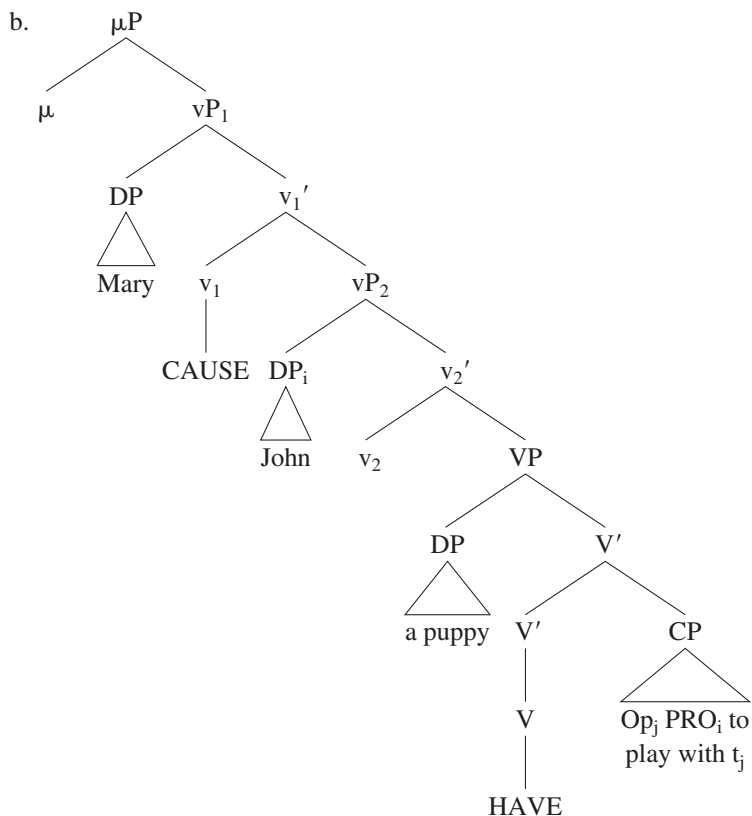 b. μP
μ vP₁
DP v₁′
Mary v₁ vP₂
CAUSE DPᵢ v₂′
John v₂ VP
DP V′
a puppy V′ CP
V Opⱼ PROᵢ to
play with tⱼ
HAVE